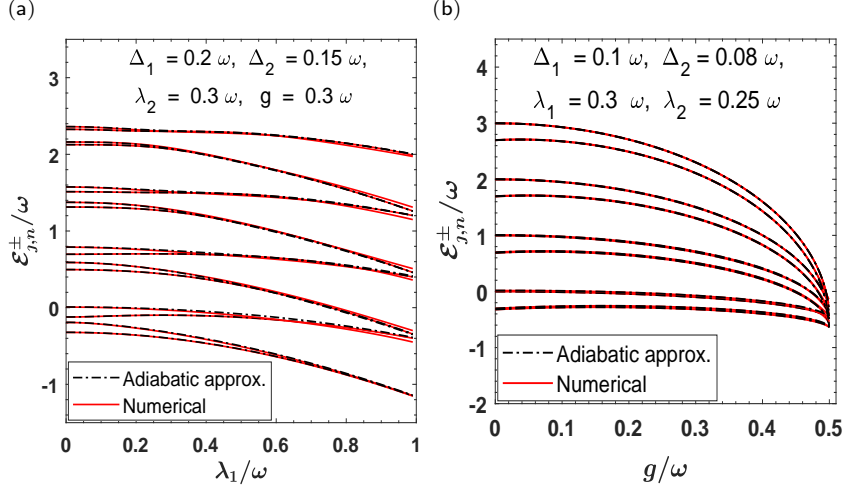 (a)
Δ₁ = 0.2 ω, Δ₂ = 0.15 ω,
λ₂ = 0.3 ω, g = 0.3 ω
3
2
1
0
-1
ℰ±j,n/ω
Adiabatic approx.
Numerical
0 0.2 0.4 0.6 0.8 1
λ₁/ω
(b)
Δ₁ = 0.1 ω, Δ₂ = 0.08 ω
λ₁ = 0.3 ω, λ₂ = 0.25 ω
4
3
2
1
0
-1
-2
ℰ±j,n/ω
Adiabatic approx.
Numerical
0 0.1 0.2 0.3 0.4 0.5
g/ω